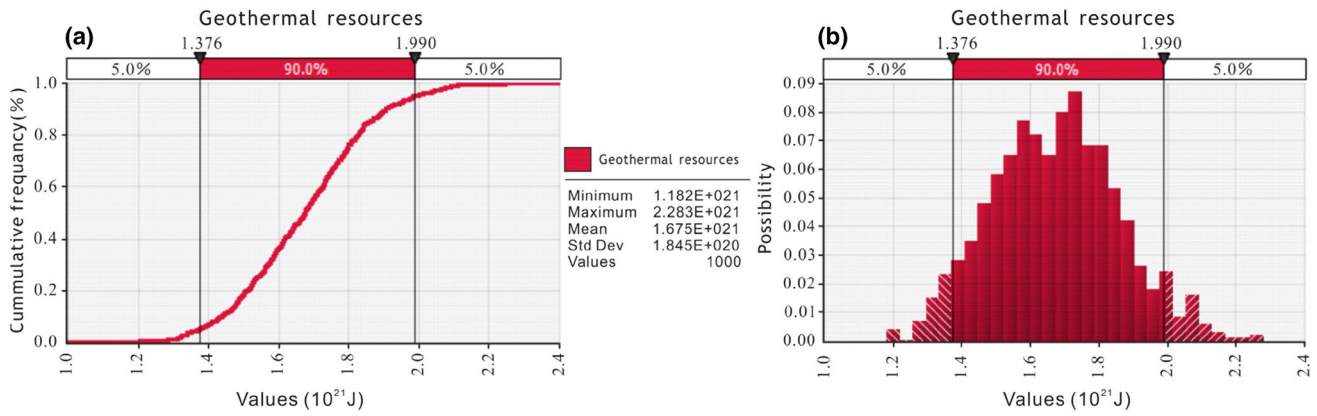 Geothermal resources
(a)
1.376 1.990
5.0% 90.0% 5.0%
Cummulative frequancy(%)
1.0
0.8
0.6
0.4
0.2
0.0
1.0 1.2 1.4 1.6 1.8 2.0 2.2 2.4
Values (10²¹J)
Geothermal resources
Minimum 1.182E+021
Maximum 2.283E+021
Mean 1.675E+021
Std Dev 1.845E+020
Values 1000
Geothermal resources
(b)
1.376 1.990
5.0% 90.0% 5.0%
Possibility
0.09
0.08
0.07
0.06
0.05
0.04
0.03
0.02
0.01
0.00
1.0 1.2 1.4 1.6 1.8 2.0 2.2 2.4
Values (10²¹J)